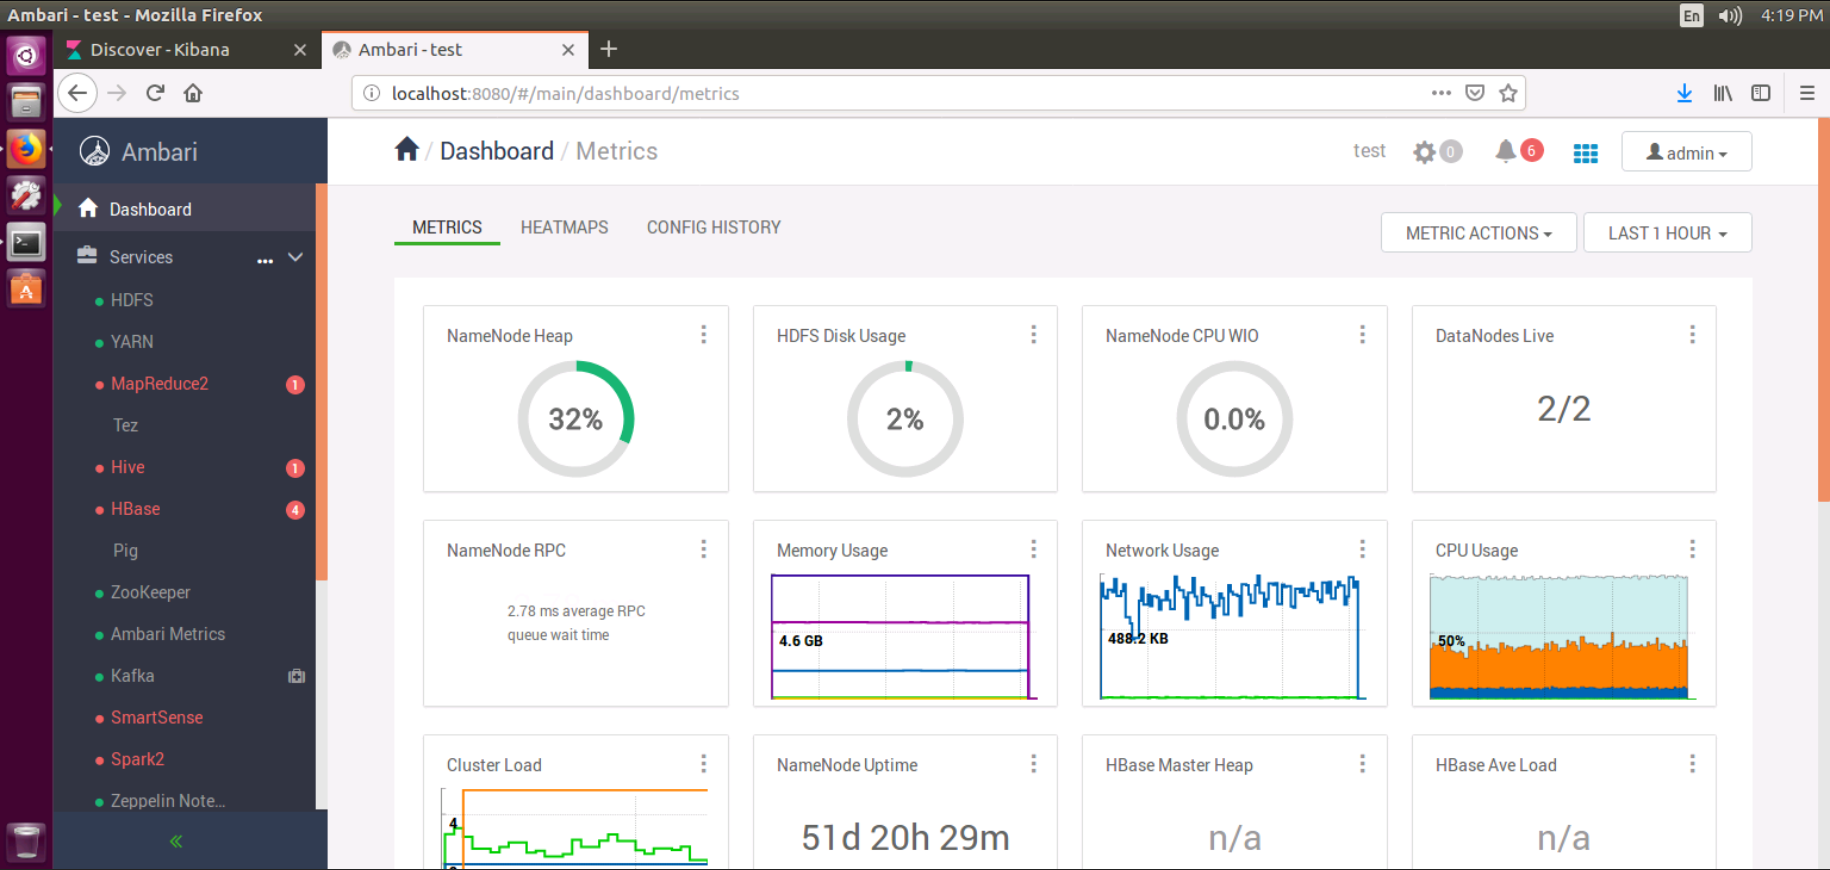 Ambari - test - Mozilla Firefox
En
4:19 PM
Discover - Kibana
Ambari - test
localhost:8080/#/main/dashboard/metrics
Ambari
Dashboard / Metrics
test
0
6
admin
Dashboard
Services
HDFS
YARN
MapReduce2 1
Tez
Hive 1
HBase 4
Pig
ZooKeeper
Ambari Metrics
Kafka
SmartSense
Spark2
Zeppelin Note...
METRICS
HEATMAPS
CONFIG HISTORY
METRIC ACTIONS
LAST 1 HOUR
NameNode Heap
32%
HDFS Disk Usage
2%
NameNode CPU WIO
0.0%
DataNodes Live
2/2
NameNode RPC
2.78 ms average RPC
queue wait time
Memory Usage
4.6 GB
Network Usage
488.2 KB
CPU Usage
50%
Cluster Load
4
NameNode Uptime
51d 20h 29m
HBase Master Heap
n/a
HBase Ave Load
n/a